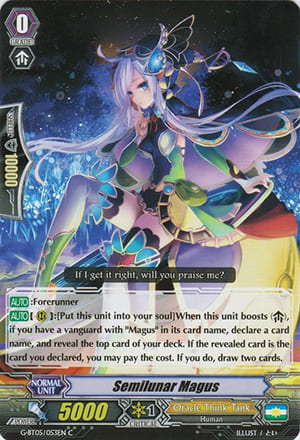 0
GRADE
SHIELD
10000
If I get it right, will you praise me?
AUTO:Forerunner
AUTO[ ]:[Put this unit into your soul]When this unit boosts ( ),
if you have a vanguard with "Magus" in its card name, declare a card
name, and reveal the top card of your deck. If the revealed card is the
card you declared, you may pay the cost. If you do, draw two cards.
NORMAL
UNIT
Semilunar Magus
POWER
5000
1
CRITICAL
Oracle Think Tank
Human
G-BT05/053EN C
ILLUST /